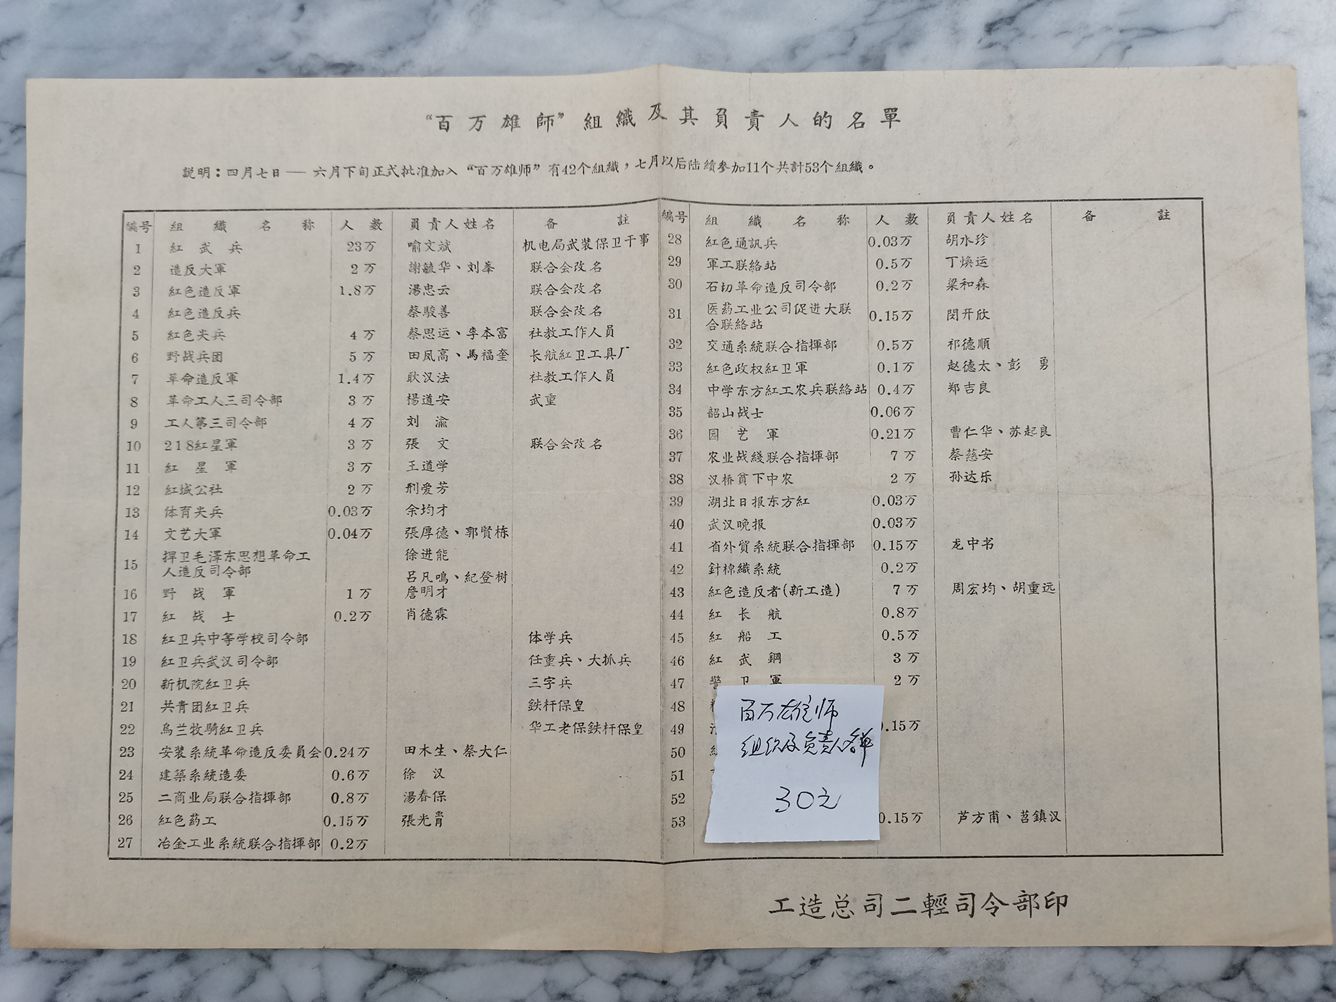 “百万雄師”組織及其負責人的名單
説明：四月七日——六月下旬正式批准加入“百万雄师”有42个組織，七月以后陆續参加11个共計53个組織。
編号 組織名称 人数 負責人姓名 备註
1 紅武兵 23万 喻文斌 机电局武装保卫干事
2 造反大軍 2万 謝毓华、刘峯 联合会改名
3 紅色造反軍 1.8万 湯忠云 联合会改名
4 紅色造反兵 蔡駿善 联合会改名
5 紅色尖兵 4万 蔡思运、李本富 社教工作人員
6 野战兵团 5万 田凤高、馬福奎 长航紅卫工具厂
7 革命造反軍 1.4万 耿汉法 社教工作人員
8 革命工人三司令部 3万 楊道安 武重
9 工人第三司令部 4万 刘渝
10 218紅星軍 3万 張文 联合会改名
11 紅星軍 3万 王道学
12 紅城公社 2万 刑爱芳
13 体育尖兵 0.03万 余均才
14 文艺大軍 0.04万 張厚德、郭賢栋
15 捍卫毛澤东思想革命工
人造反司令部 徐进能
呂凡鳴、紀登树
16 野战軍 1万 詹明才
17 紅战士 0.2万 肖德霖
18 紅卫兵中等学校司令部 体学兵
19 紅卫兵武汉司令部 任重兵、大抓兵
20 新机院紅卫兵 三字兵
21 共青团紅卫兵 鉄杆保皇
22 烏兰牧騎紅卫兵 华工老保鉄杆保皇
23 安装系統革命造反委員会 0.24万 田木生、蔡大仁
24 建築系統造委 0.6万 徐汉
25 二商业局联合指揮部 0.8万 湯春保
26 紅色葯工 0.15万 張光
27 冶金工业系統联合指揮部 0.2万
編号 組織名称 人数 負責人姓名 备註
28 紅色通訊兵 0.03万 胡水珍
29 軍工联絡站 0.5万 丁焕运
30 石切革命造反司令部 0.2万 梁和森
31 医葯工业公司促进大联
合联絡站 0.15万 閔开欣
32 交通系統联合指揮部 0.5万 祁德順
33 紅色政权紅卫軍 0.1万 赵德太、彭勇
34 中学东方紅工农兵联絡站 0.4万 郑吉良
35 韶山战士 0.06万
36 园艺軍 0.21万 曹仁华、苏起良
37 农业战綫联合指揮部 7万 蔡慈安
38 汉桥貧下中农 2万 孙达乐
39 湖北日报东方紅 0.03万
40 武汉晚报 0.03万
41 省外貿系統联合指揮部 0.15万 龙中书
42 針棉織系統 0.2万
43 紅色造反者(新工造) 7万 周宏均、胡重远
44 紅长航 0.8万
45 紅船工 0.5万
46 紅武鋼 3万
47 警卫軍 2万
48
49 0.15万
50
51
52
53 0.15万 芦方甫、莒鎮汉
百万雄师
组织及负责人名单
30元
工造总司二輕司令部印